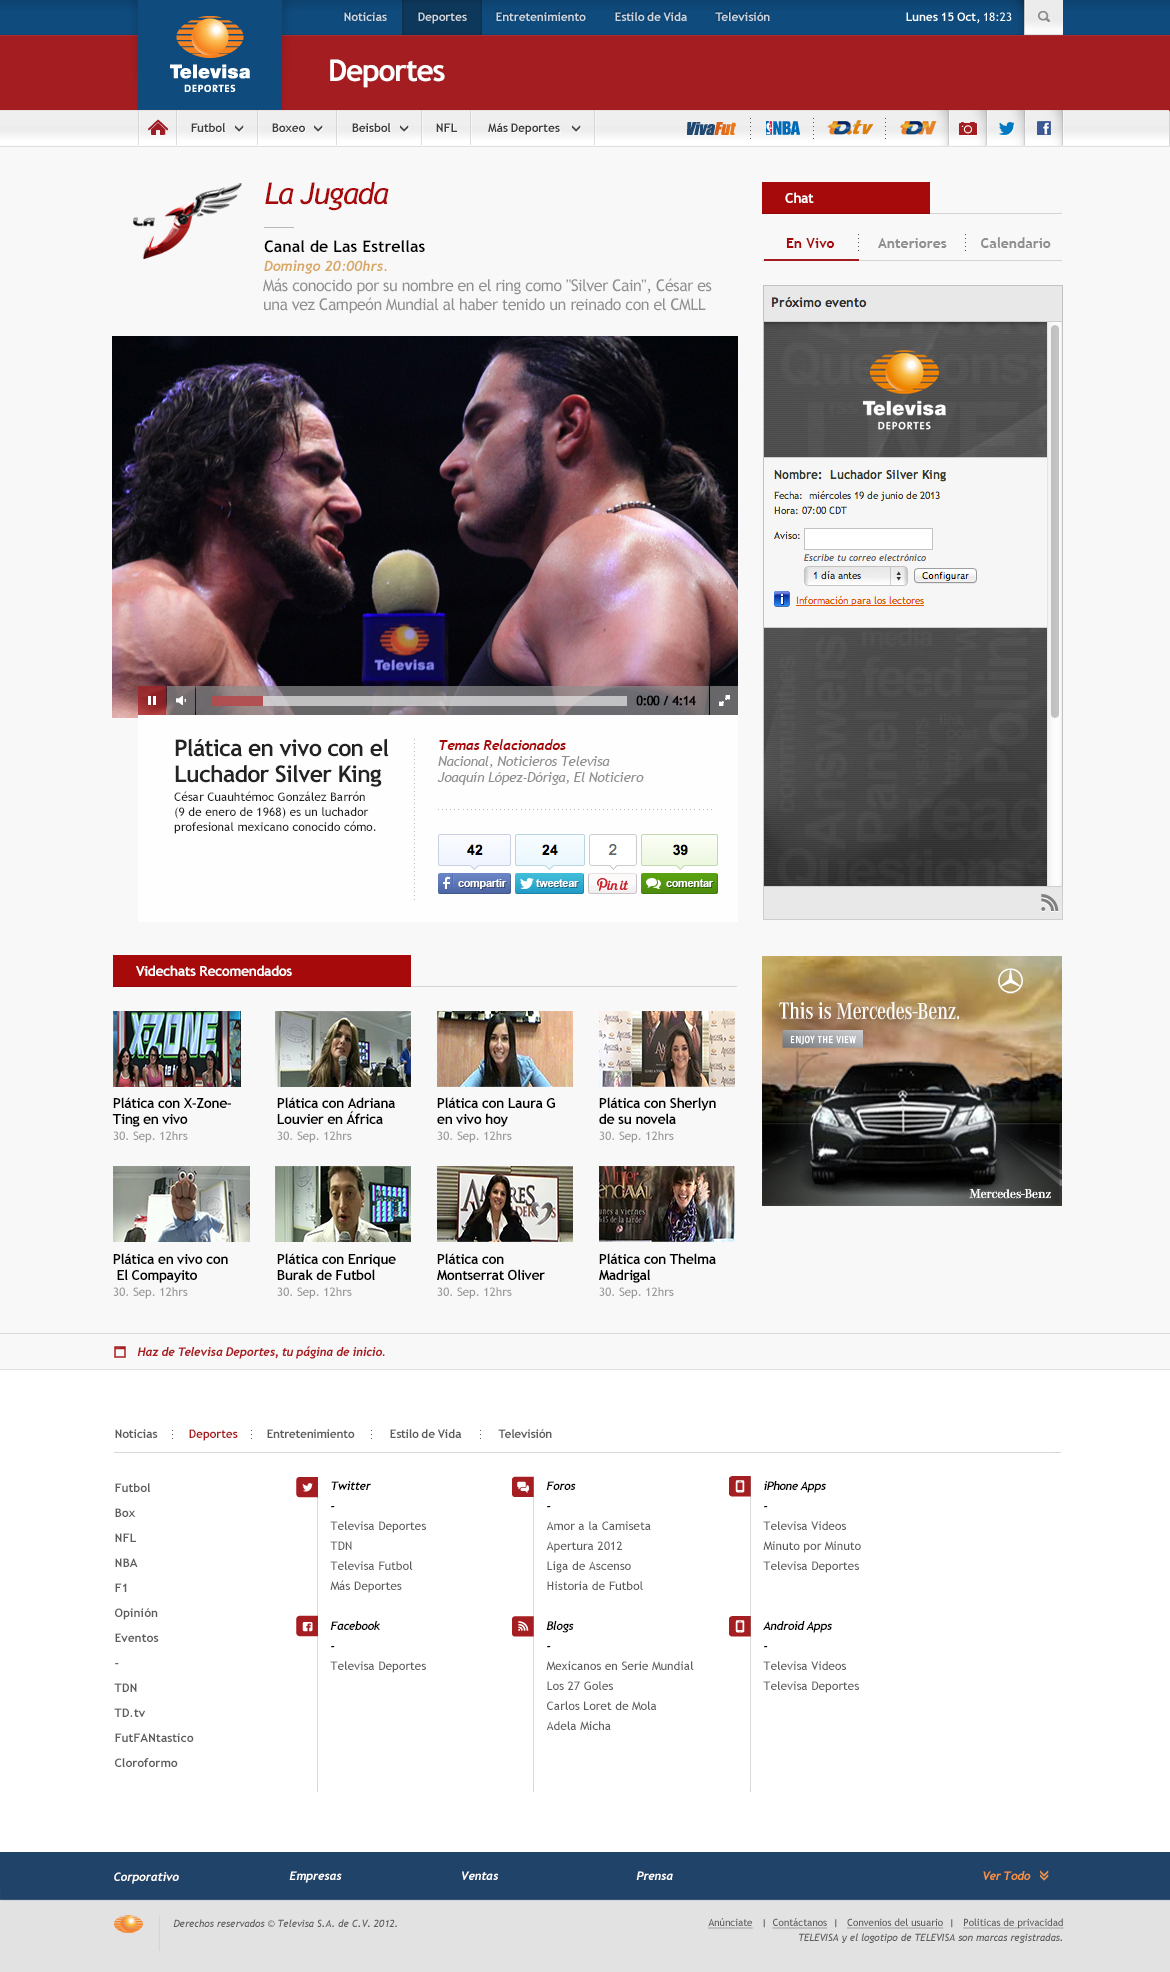 Noticias Deportes Entretenimiento Estilo de Vida Televisión Lunes 15 Oct, 18:23
Televisa
DEPORTES
Deportes
Futbol Boxeo Beisbol NFL Más Deportes VivaFut NBA TD.tv TDN
LA
La Jugada
Canal de Las Estrellas
Domingo 20:00hrs.
Más conocido por su nombre en el ring como "Silver Cain", César es
una vez Campeón Mundial al haber tenido un reinado con el CMLL
Chat
En Vivo Anteriores Calendario
Próximo evento
Televisa
DEPORTES
Nombre: Luchador Silver King
Fecha: miércoles 19 de junio de 2013
Hora: 07:00 CDT
Aviso:
Escribe tu correo electrónico
1 día antes Configurar
Información para los lectores
Televisa
0:00 / 4:14
Plática en vivo con el
Luchador Silver King
César Cuauhtémoc González Barrón
(9 de enero de 1968) es un luchador
profesional mexicano conocido cómo.
Temas Relacionados
Nacional, Noticieros Televisa
Joaquín López-Dóriga, El Noticiero
42 24 2 39
compartir twetear Pin it comentar
Videchats Recomendados
X-ZONE
Plática con X-Zone-
Ting en vivo
30. Sep. 12hrs
Plática con Adriana
Louvier en África
30. Sep. 12hrs
Plática con Laura G
en vivo hoy
30. Sep. 12hrs
Plática con Sherlyn
de su novela
30. Sep. 12hrs
Plática en vivo con
El Compayito
30. Sep. 12hrs
Plática con Enrique
Burak de Futbol
30. Sep. 12hrs
Plática con
Montserrat Oliver
30. Sep. 12hrs
Plática con Thelma
Madrigal
30. Sep. 12hrs
This is Mercedes-Benz.
ENJOY THE VIEW
Mercedes-Benz
Haz de Televisa Deportes, tu página de inicio.
Noticias Deportes Entretenimiento Estilo de Vida Televisión
Futbol
Box
NFL
NBA
F1
Opinión
Eventos
-
TDN
TD.tv
FutFANtastico
Cloroformo
Twitter
-
Televisa Deportes
TDN
Televisa Futbol
Más Deportes
Facebook
-
Televisa Deportes
Foros
-
Amor a la Camiseta
Apertura 2012
Liga de Ascenso
Historia de Futbol
Blogs
-
Mexicanos en Serie Mundial
Los 27 Goles
Carlos Loret de Mola
Adela Micha
iPhone Apps
-
Televisa Videos
Minuto por Minuto
Televisa Deportes
Android Apps
-
Televisa Videos
Televisa Deportes
Corporativo Empresas Ventas Prensa Ver Todo
Derechos reservados © Televisa S.A. de C.V. 2012.
Anúnciate | Contáctanos | Convenios del usuario | Políticas de privacidad
TELEVISA y el logotipo de TELEVISA son marcas registradas.